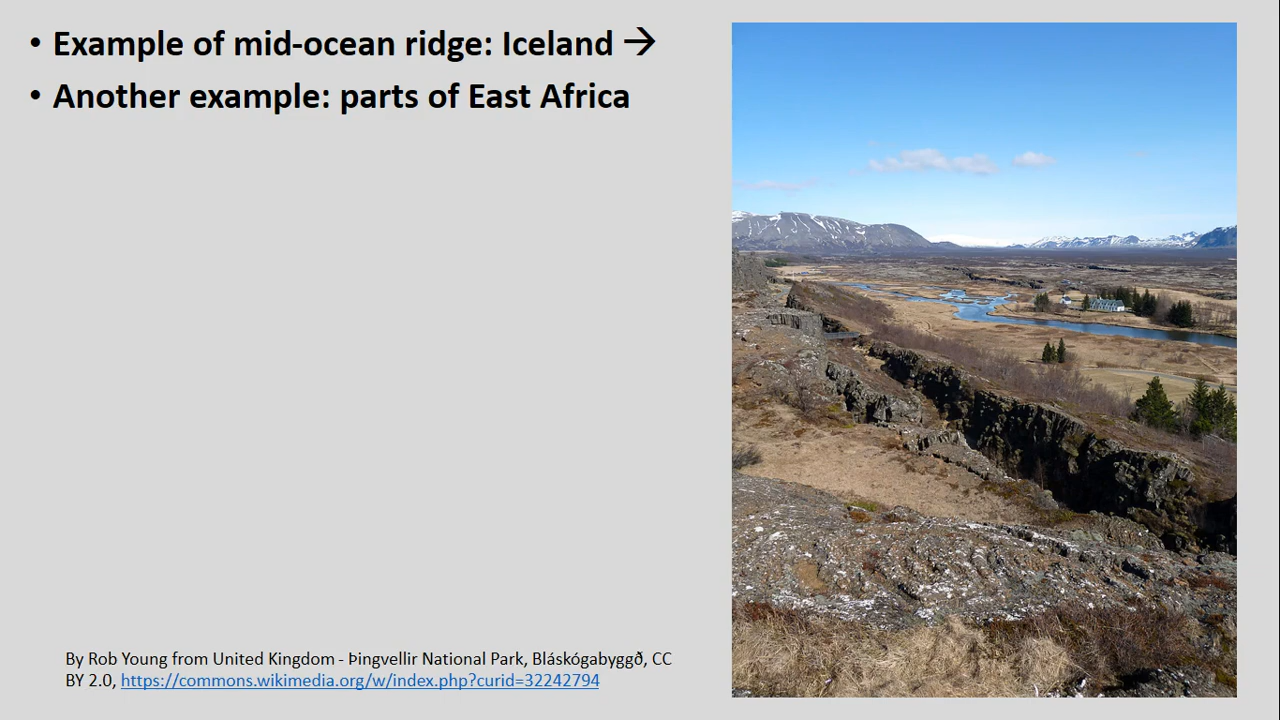 • Example of mid-ocean ridge: Iceland →
• Another example: parts of East Africa
By Rob Young from United Kingdom - Þingvellir National Park, Bláskógabyggð, CC
BY 2.0, https://commons.wikimedia.org/w/index.php?curid=32242794